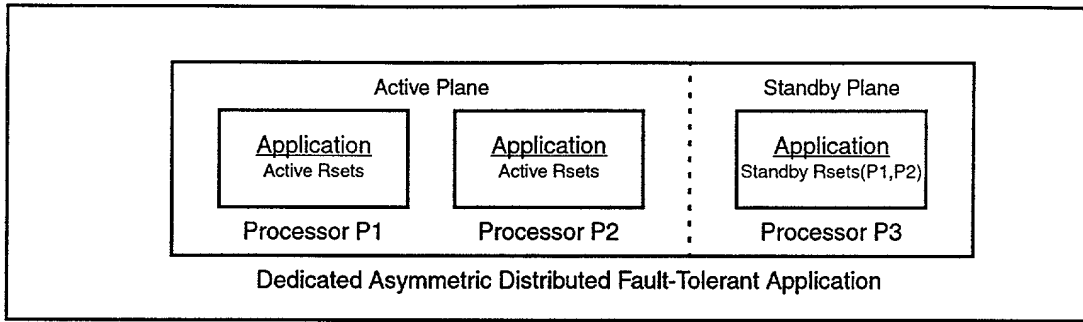 Active Plane
Standby Plane
Application
Active Rsets
Application
Active Rsets
Application
Standby Rsets(P1,P2)
Processor P1
Processor P2
Processor P3
Dedicated Asymmetric Distributed Fault-Tolerant Application